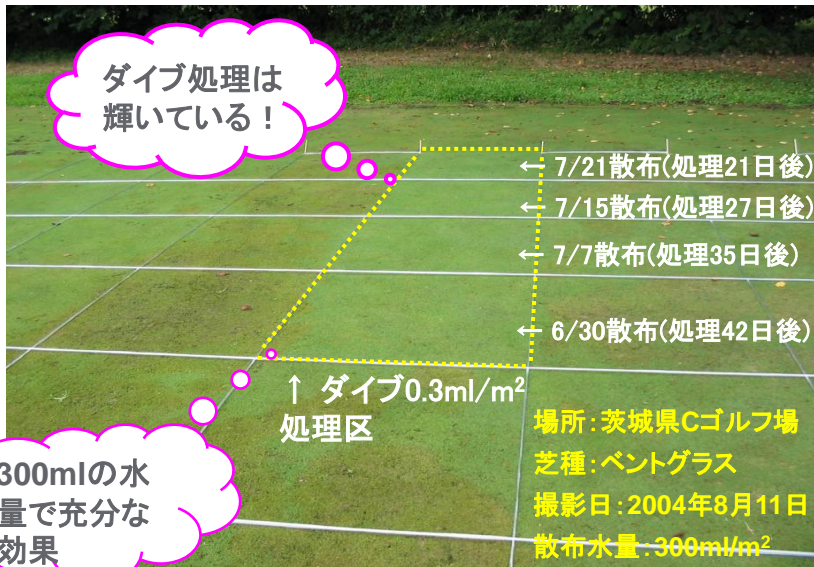 ダイブ処理は
輝いている！
← 7/21散布(処理21日後)
← 7/15散布(処理27日後)
← 7/7散布(処理35日後)
← 6/30散布(処理42日後)
↑ ダイブ0.3ml/m²
処理区
300mlの水
量で充分な
効果
場所：茨城県Cゴルフ場
芝種：ベントグラス
撮影日：2004年8月11日
散布水量：300ml/m²